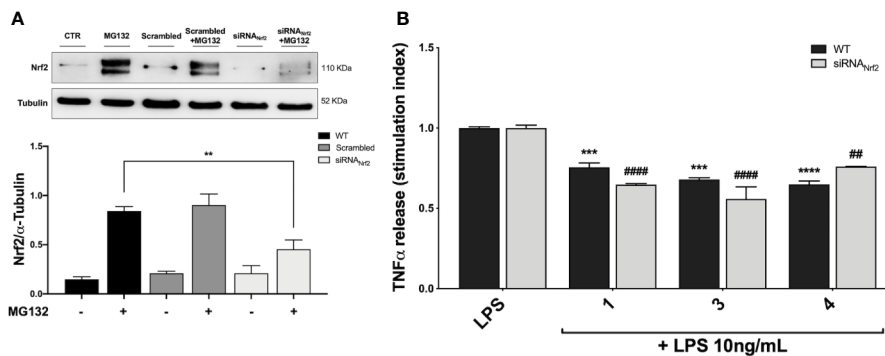 A
CTR MG132 Scrambled Scrambled +MG132 siRNANrf2 siRNANrf2 +MG132
Nrf2 110 KDa
Tubulin 52 KDa
WT
Scrambled
siRNANrf2
**
Nrf2/α-Tubulin
1.5
1.0
0.5
0.0
MG132 - + - + - +
B
WT
siRNANrf2
TNFα release (stimulation index)
1.5
1.0
0.5
0.0
*** #### *** #### **** ##
LPS 1 3 4
+ LPS 10ng/mL